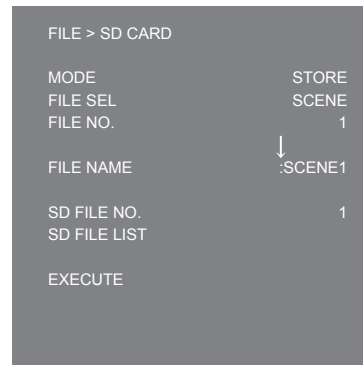 FILE > SD CARD
MODE STORE
FILE SEL SCENE
FILE NO. 1
↓
FILE NAME :SCENE1
SD FILE NO. 1
SD FILE LIST
EXECUTE